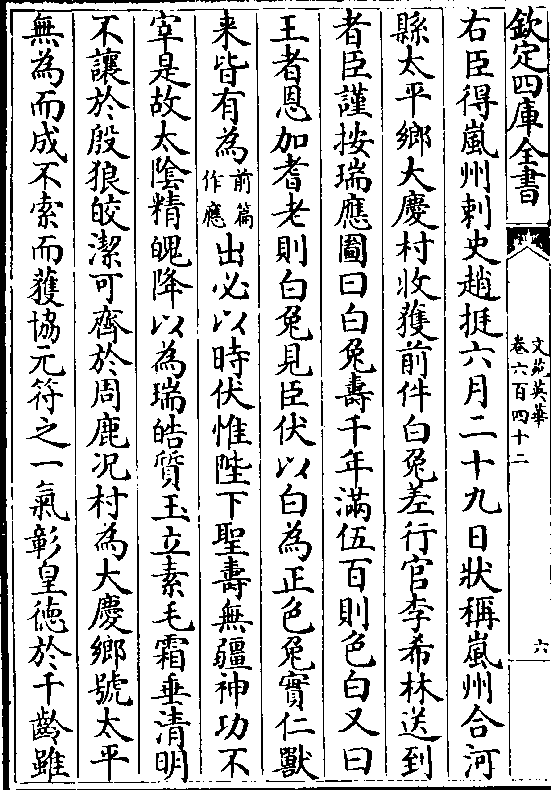 欽定四庫全書
文苑英華
卷六百四十二
六
右臣得嵐州刺史趙挺六月二十九日狀稱嵐州合河
縣太平鄉大慶村收獲前件白兔差行官李希林送到
者臣謹按瑞應圖曰白兔壽千年滿伍百則色白又曰
王者恩加耆老則白兔見臣伏以白為正色兔實仁獸
来皆有為前篇作應出必以時伏惟陛下聖壽無疆神功不
宰是故太陰精魄降以為瑞皓質玉立素毛霜垂清明
不讓於殷狼皎潔可齊於周鹿况村為大慶鄉號太平
無為而成不索而獲協元符之一氣彰皇徳於千齡雖